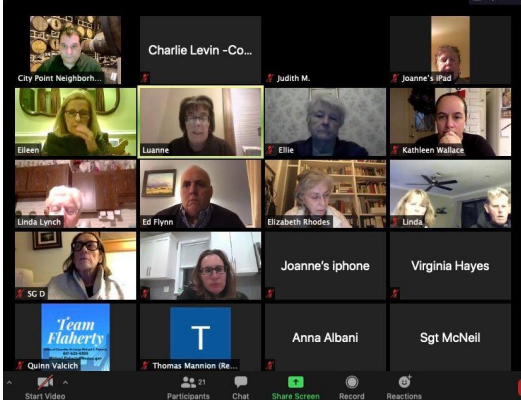 Charlie Levin -Co...
City Point Neighborh...
Judith M.
Joanne's iPad
Eileen
Luanne
Ellie
Kathleen Wallace
Linda Lynch
Ed Flynn
Elizabeth Rhodes
Linda
SG D
Joanne's iphone
Virginia Hayes
Team
Flaherty
Quinn Valcich
T
Thomas Mannion (Re...
Anna Albani
Sgt McNeil
Start Video
Participants
21
Chat
Share Screen
Record
Reactions